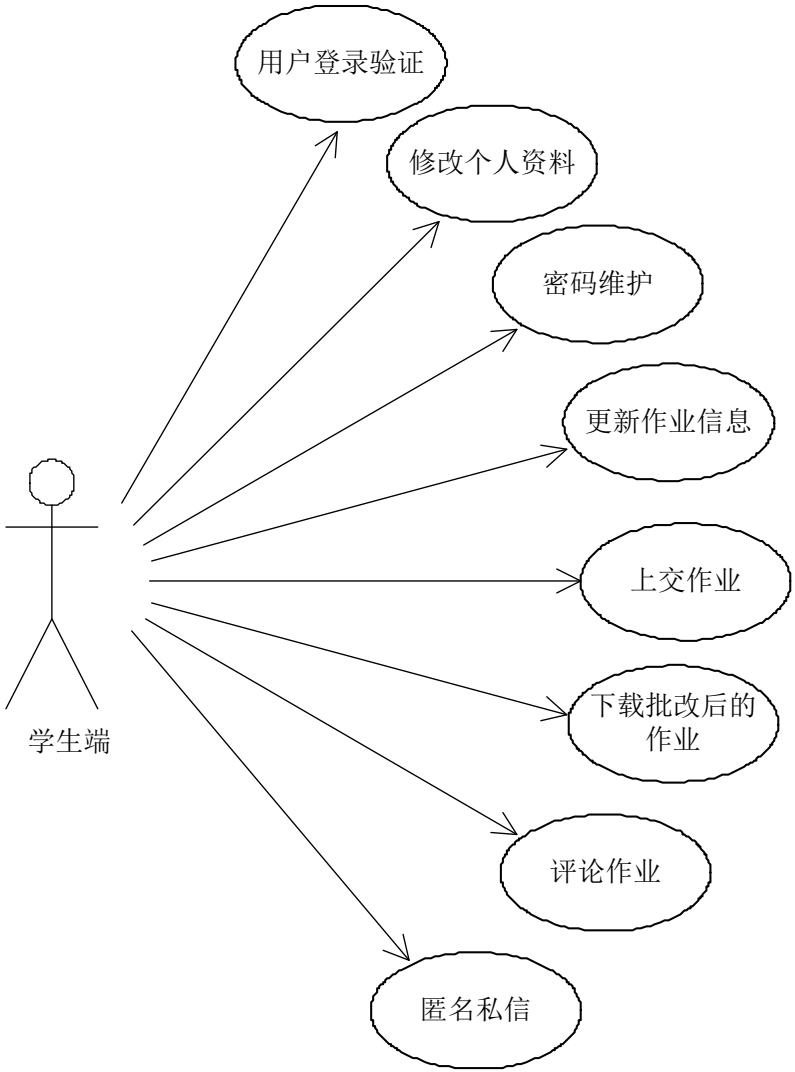 用户登录验证
修改个人资料
密码维护
更新作业信息
上交作业
下载批改后的
作业
学生端
评论作业
匿名私信